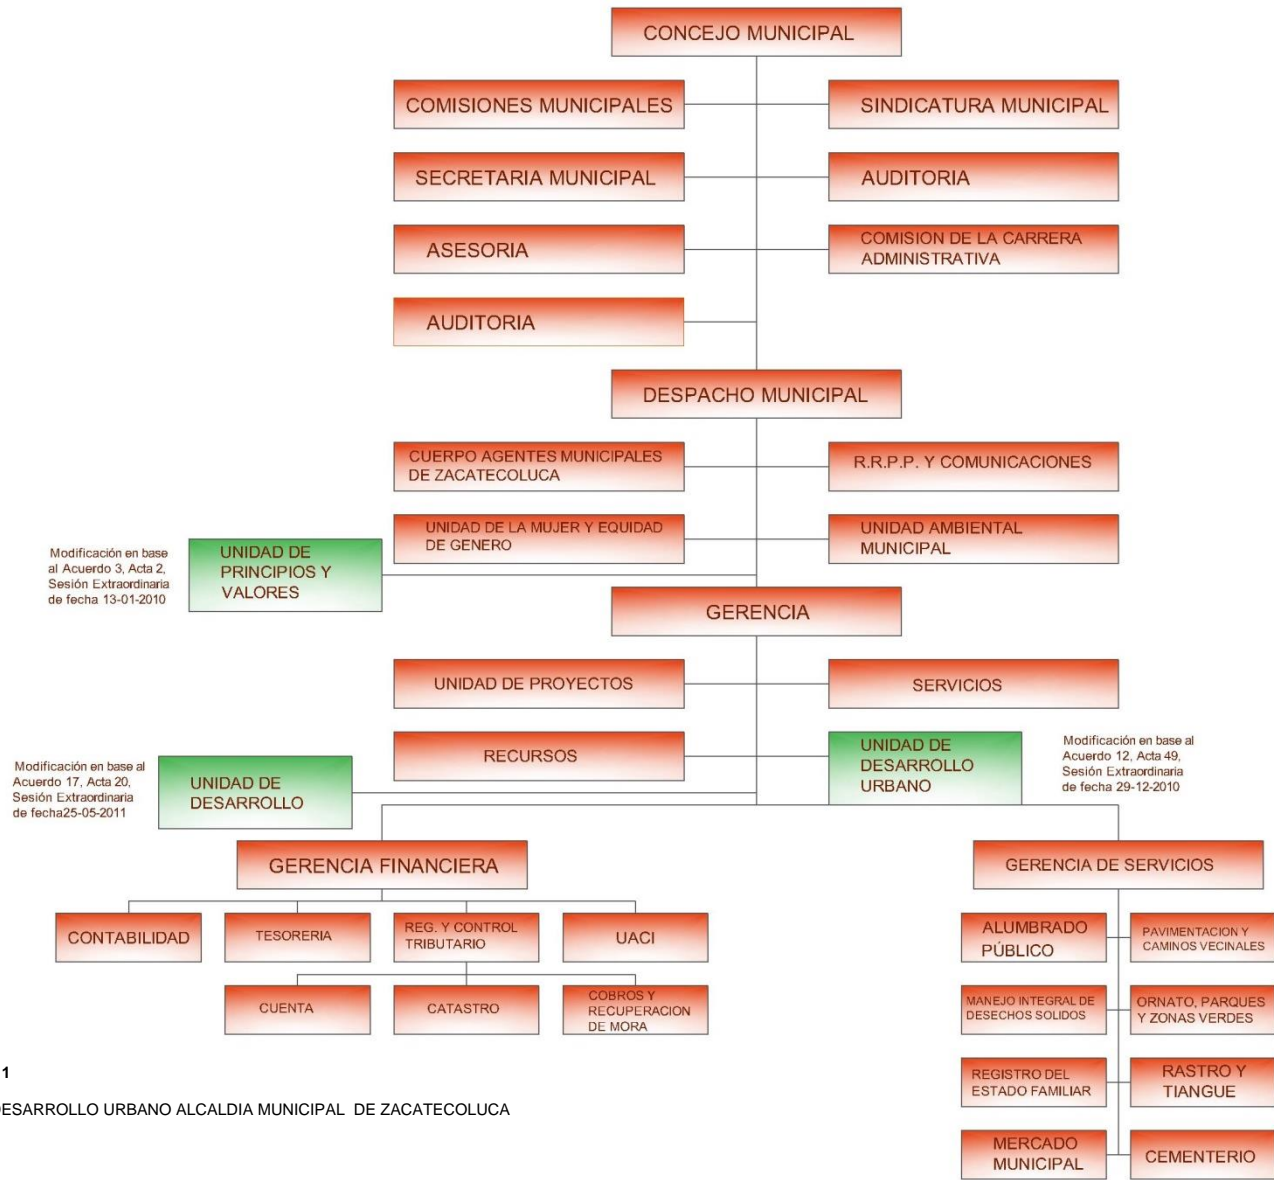 CONCEJO MUNICIPAL
COMISIONES MUNICIPALES
SINDICATURA MUNICIPAL
SECRETARIA MUNICIPAL
AUDITORIA
ASESORIA
COMISION DE LA CARRERA
ADMINISTRATIVA
AUDITORIA
DESPACHO MUNICIPAL
CUERPO AGENTES MUNICIPALES
DE ZACATECOLUCA
R.R.P.P. Y COMUNICACIONES
UNIDAD DE LA MUJER Y EQUIDAD
DE GENERO
UNIDAD AMBIENTAL
MUNICIPAL
Modificación en base
al Acuerdo 3, Acta 2,
Sesión Extraordinaria
de fecha 13-01-2010
UNIDAD DE
PRINCIPIOS Y
VALORES
GERENCIA
UNIDAD DE PROYECTOS
SERVICIOS
RECURSOS
UNIDAD DE
DESARROLLO
URBANO
Modificación en base al
Acuerdo 12, Acta 49,
Sesión Extraordinaria
de fecha 29-12-2010
Modificación en base al
Acuerdo 17, Acta 20,
Sesión Extraordinaria
de fecha25-05-2011
UNIDAD DE
DESARROLLO
GERENCIA FINANCIERA
GERENCIA DE SERVICIOS
CONTABILIDAD
TESORERIA
REG. Y CONTROL
TRIBUTARIO
UACI
CUENTA
CATASTRO
COBROS Y
RECUPERACION
DE MORA
ALUMBRADO
PÚBLICO
PAVIMENTACION Y
CAMINOS VECINALES
MANEJO INTEGRAL DE
DESECHOS SOLIDOS
ORNATO, PARQUES
Y ZONAS VERDES
REGISTRO DEL
ESTADO FAMILIAR
RASTRO Y
TIANGUE
MERCADO
MUNICIPAL
CEMENTERIO
1
DESARROLLO URBANO ALCALDIA MUNICIPAL DE ZACATECOLUCA